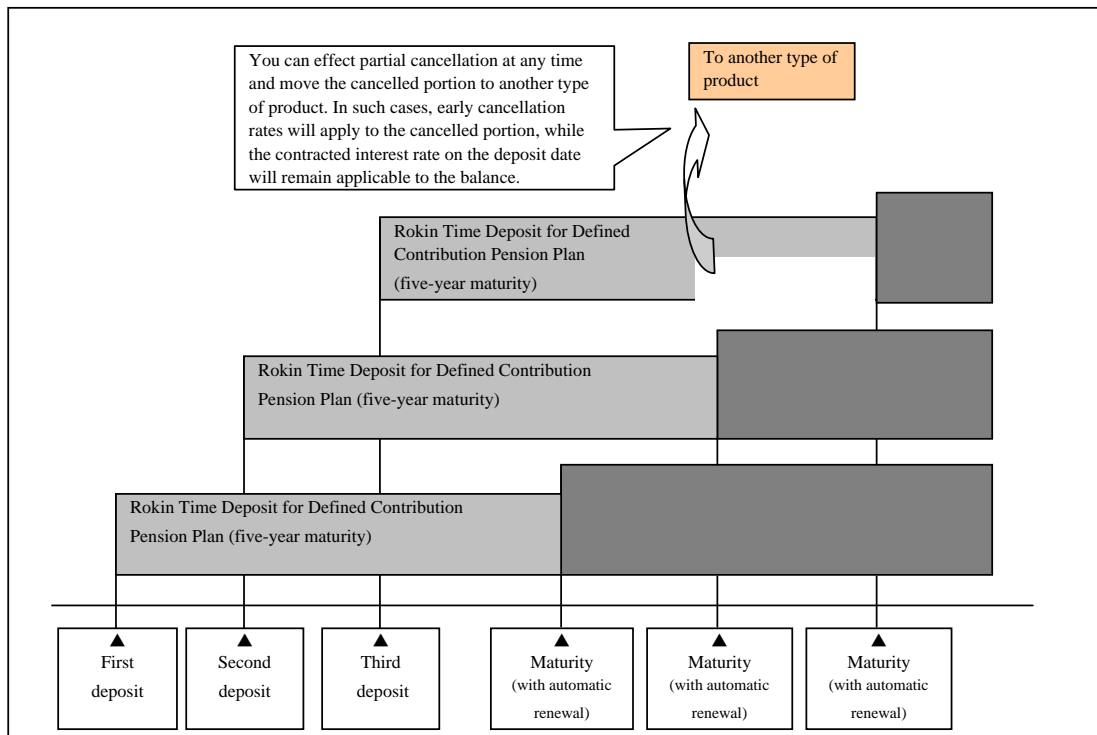 You can effect partial cancellation at any time
and move the cancelled portion to another type
of product. In such cases, early cancellation
rates will apply to the cancelled portion, while
the contracted interest rate on the deposit date
will remain applicable to the balance.
To another type of
product
Rokin Time Deposit for Defined
Contribution Pension Plan
(five-year maturity)
Rokin Time Deposit for Defined Contribution
Pension Plan (five-year maturity)
Rokin Time Deposit for Defined Contribution
Pension Plan (five-year maturity)
▲
First
deposit
▲
Second
deposit
▲
Third
deposit
▲
Maturity
(with automatic
renewal)
▲
Maturity
(with automatic
renewal)
▲
Maturity
(with automatic
renewal)